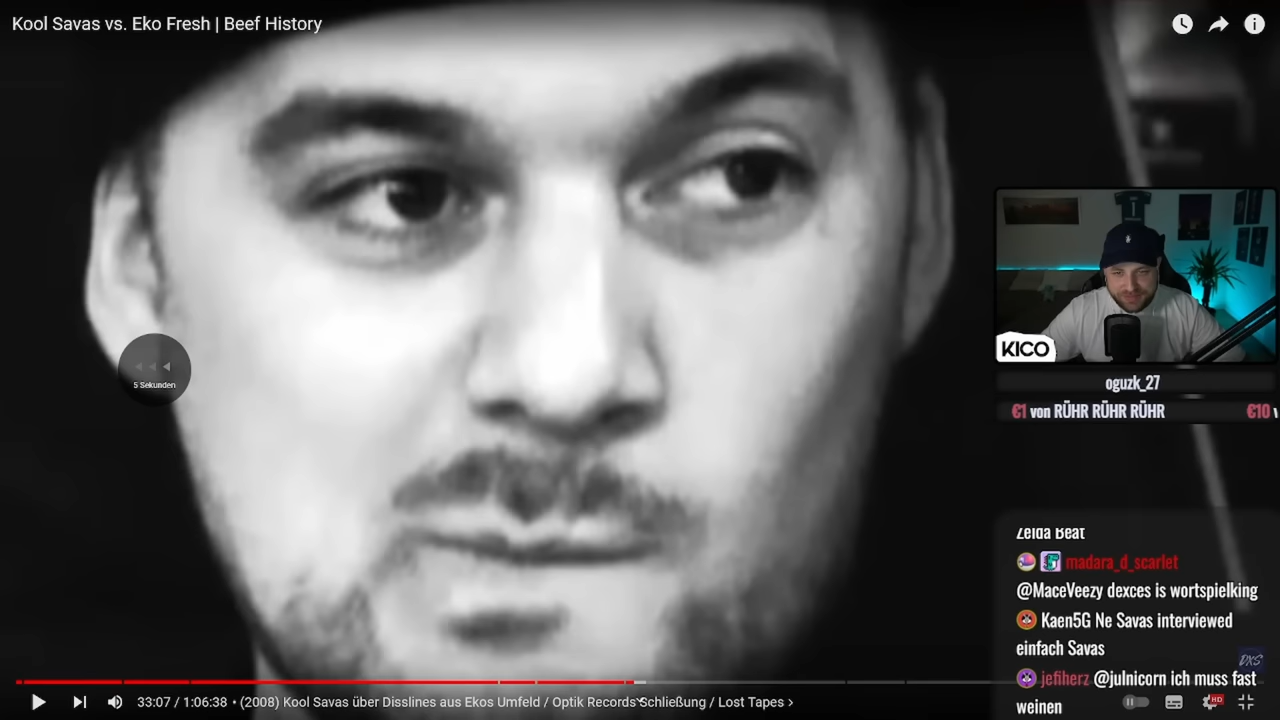 Kool Savas vs. Eko Fresh | Beef History
KICO
oguzk_27
€1 von RÜHR RÜHR RÜHR
€10
5 Sekunden
Zelda Beat
madara_d_scarlet
@MaceVeezy dexces is wortspielking
Kaen5G Ne Savas interviewed
einfach Savas
DXS
jefiherz @julnicorn ich muss fast
weinen
33:07 / 1:06:38 • (2008) Kool Savas über Disslines aus Ekos Umfeld / Optik Records Schließung / Lost Tapes ›
HD